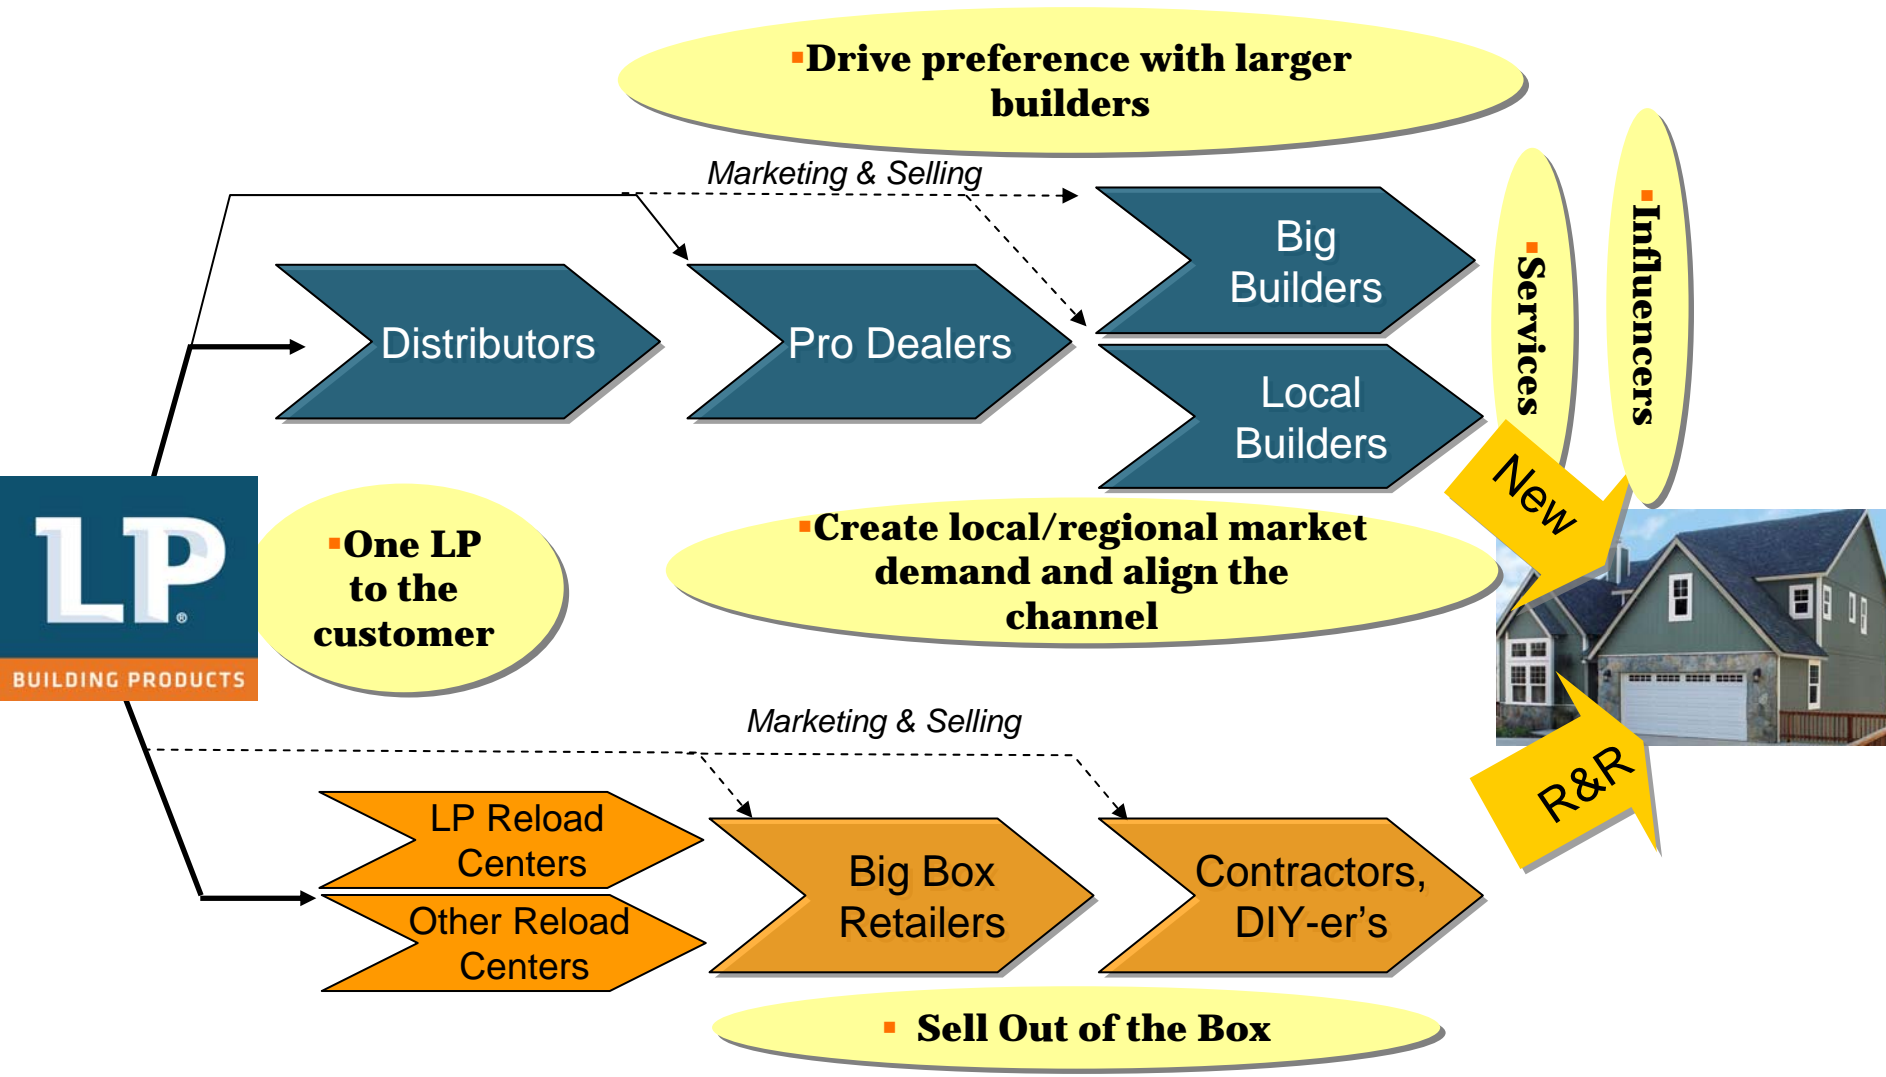 ▪Drive preference with larger
builders
Marketing & Selling
Big
Builders
▪Services
▪Influencers
Distributors
Pro Dealers
Local
Builders
New
LP®
BUILDING PRODUCTS
▪One LP
to the
customer
▪Create local/regional market
demand and align the
channel
Marketing & Selling
R&R
LP Reload
Centers
Other Reload
Centers
Big Box
Retailers
Contractors,
DIY-er's
▪ Sell Out of the Box